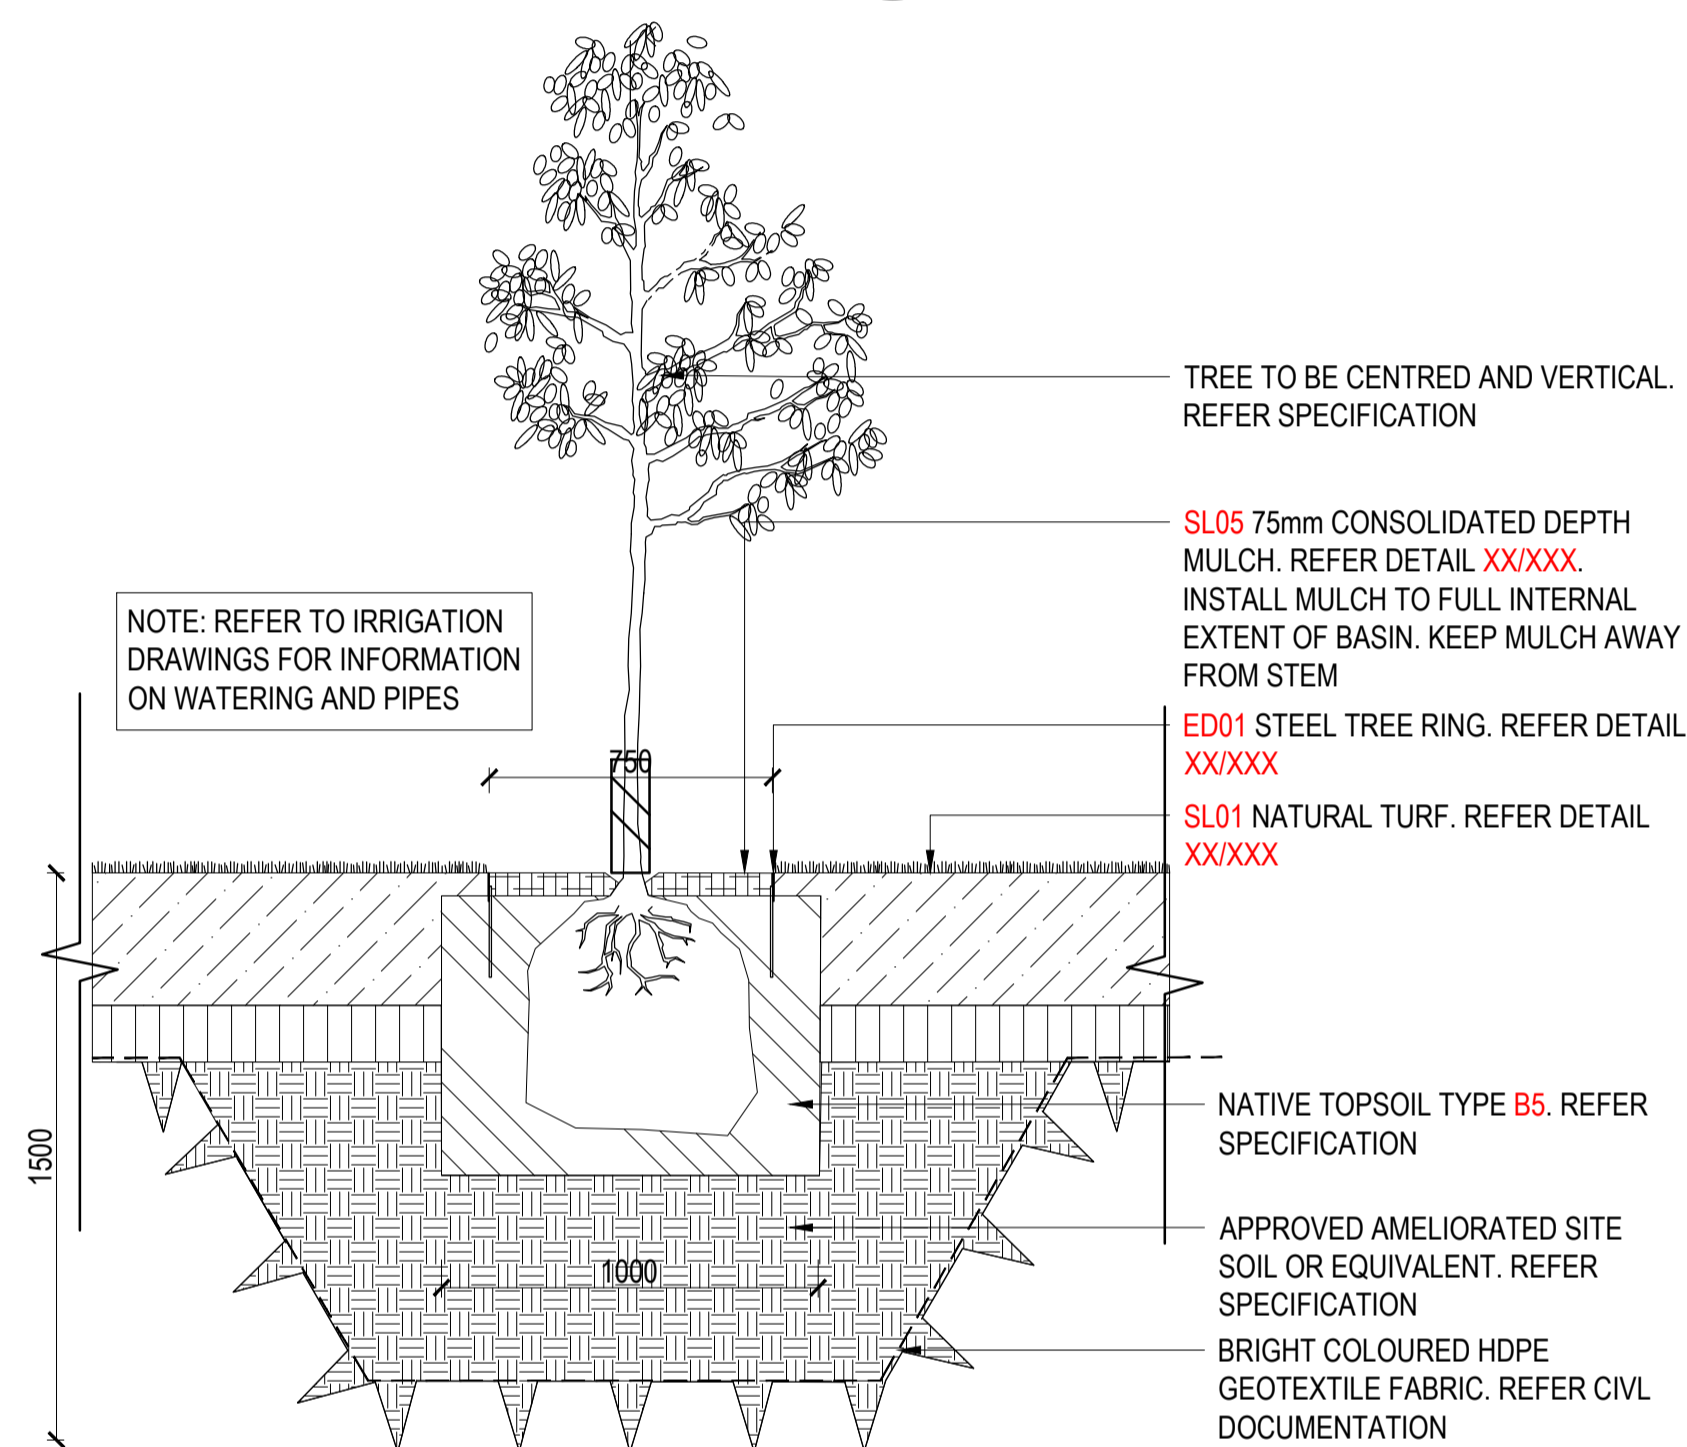 TREE TO BE CENTRED AND VERTICAL.
REFER SPECIFICATION
SL05 75mm CONSOLIDATED DEPTH
MULCH. REFER DETAIL XX/XXX.
INSTALL MULCH TO FULL INTERNAL
EXTENT OF BASIN. KEEP MULCH AWAY
FROM STEM
NOTE: REFER TO IRRIGATION
DRAWINGS FOR INFORMATION
ON WATERING AND PIPES
ED01 STEEL TREE RING. REFER DETAIL
XX/XXX
750
SL01 NATURAL TURF. REFER DETAIL
XX/XXX
NATIVE TOPSOIL TYPE B5. REFER
SPECIFICATION
1500
APPROVED AMELIORATED SITE
SOIL OR EQUIVALENT. REFER
SPECIFICATION
1000
BRIGHT COLOURED HDPE
GEOTEXTILE FABRIC. REFER CIVL
DOCUMENTATION